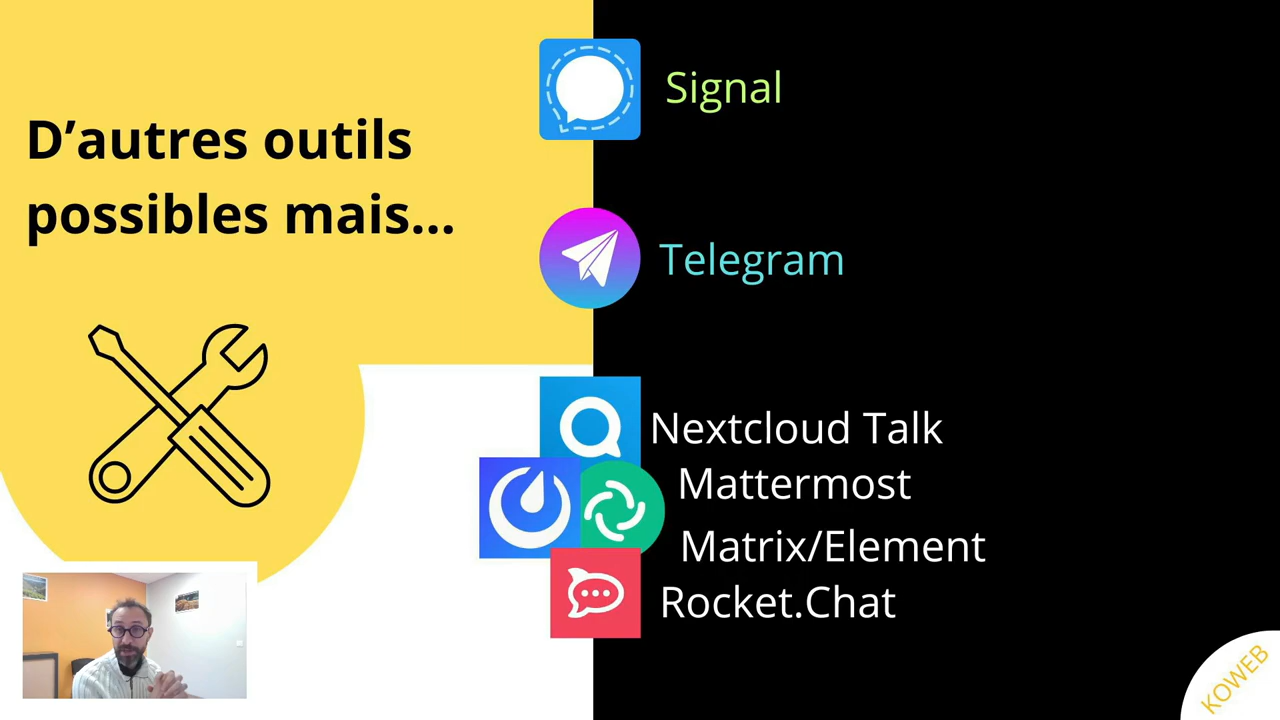 D’autres outils
possibles mais...
Signal
Telegram
Nextcloud Talk
Mattermost
Matrix/Element
Rocket.Chat
KOWEB